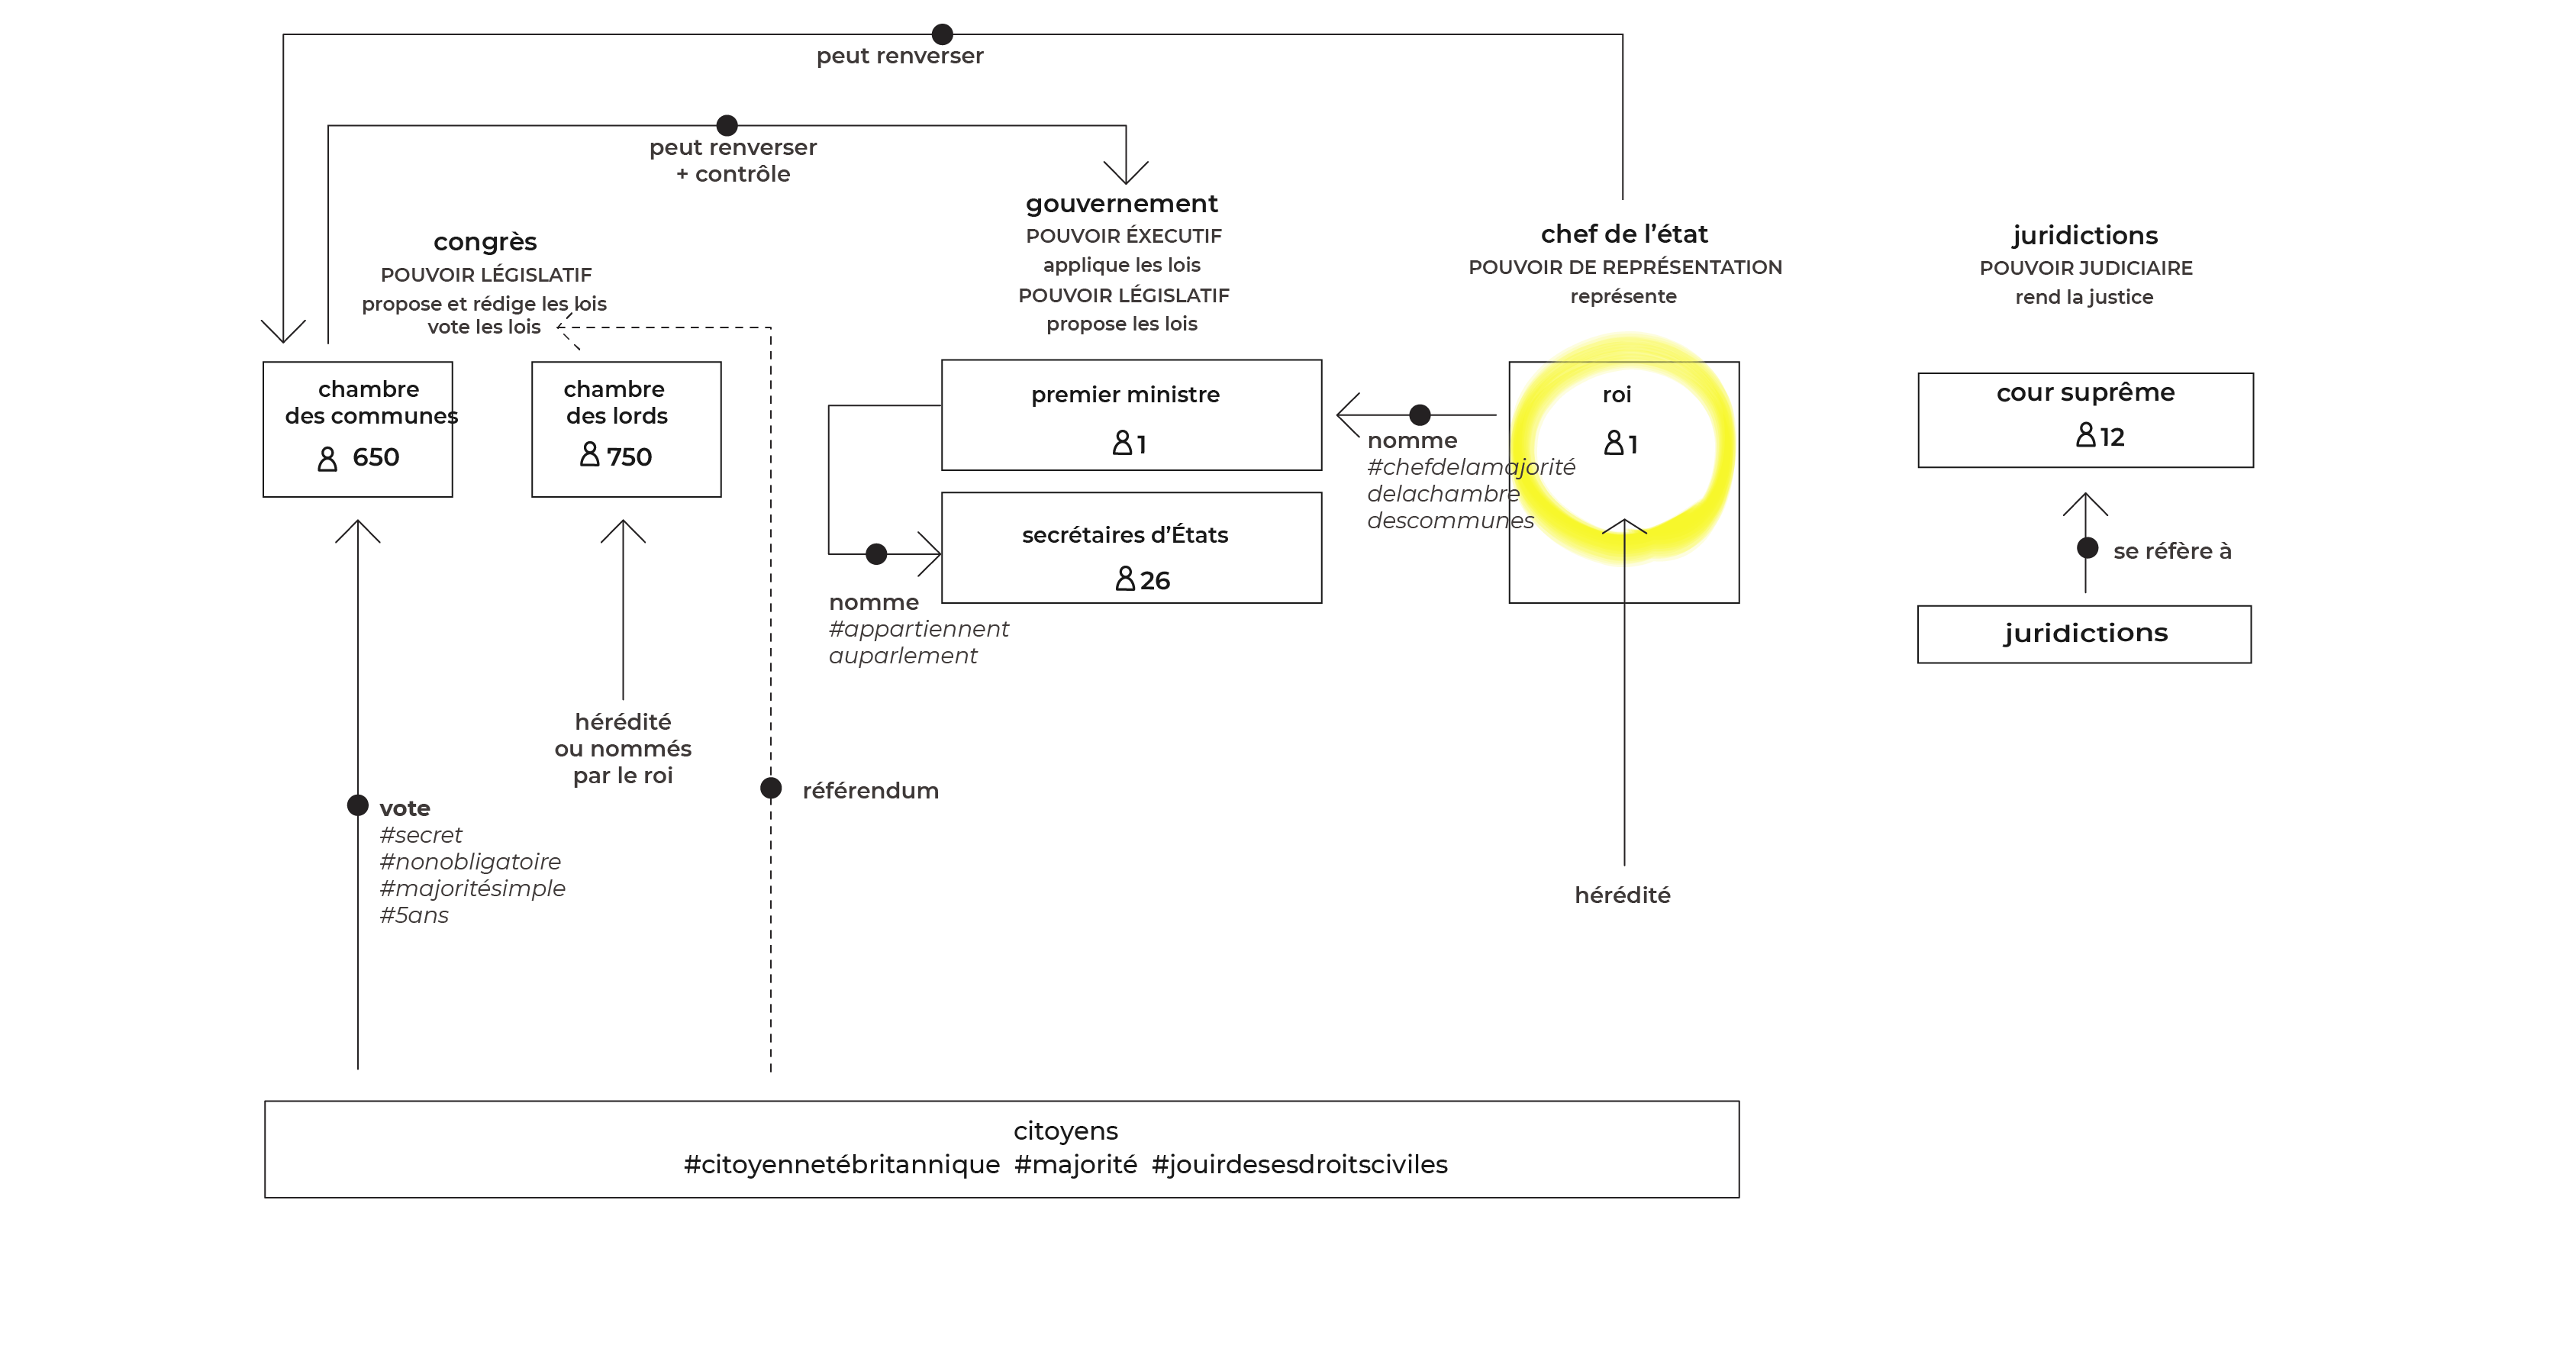 peut renverser
peut renverser
+ contrôle
congrès
POUVOIR LÉGISLATIF
propose et rédige les lois
vote les lois
gouvernement
POUVOIR ÉXECUTIF
applique les lois
POUVOIR LÉGISLATIF
propose les lois
chef de l’état
POUVOIR DE REPRÉSENTATION
représente
juridictions
POUVOIR JUDICIAIRE
rend la justice
chambre
des communes
650
chambre
des lords
750
premier ministre
1
secrétaires d’États
26
nomme
#appartiennent
auparlement
nomme
#chefdelamajorité
delachambre
descommunes
roi
1
cour suprême
12
se réfère à
juridictions
hérédité
ou nommés
par le roi
vote
#secret
#nonobligatoire
#majoritésimple
#5ans
référendum
hérédité
citoyens
#citoyennetébritannique #majorité #jouirdesesdroitsciviles